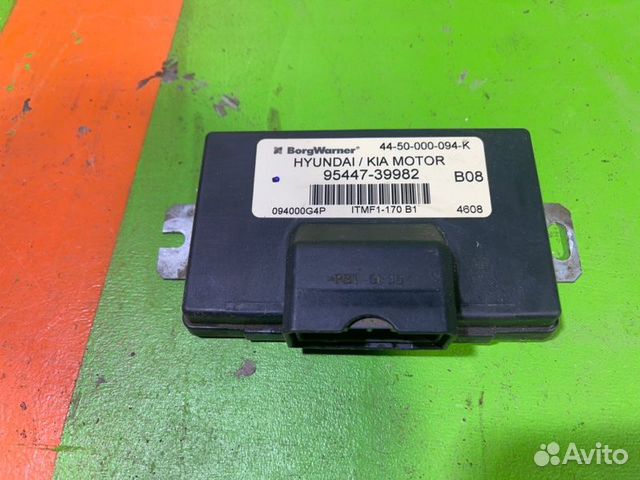 BorgWarner 44-50-000-094-K
HYUNDAI / KIA MOTOR
95447-39982 B08
094000G4P ITMF1-170 B1 4608
Avito